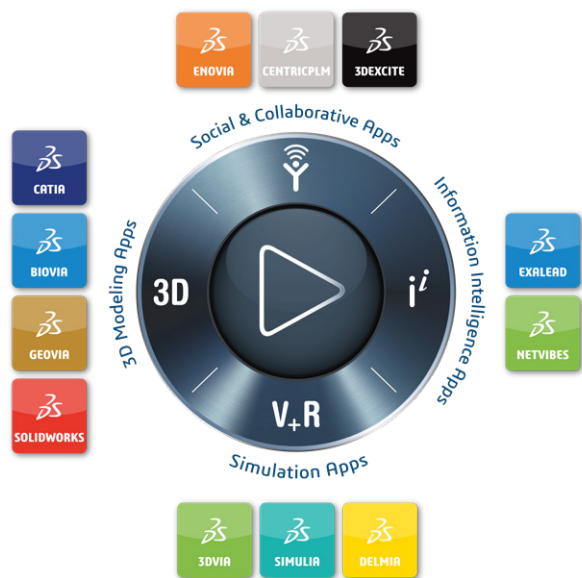 ENOVIA
CENTRICPLM
3DEXCITE
Social & Collaborative Apps
CATIA
BIOVIA
GEOVIA
SOLIDWORKS
3D Modeling Apps
3D
i i
Information Intelligence Apps
EXALEAD
NETVIBES
V+R
Simulation Apps
3DVIA
SIMULIA
DELMIA